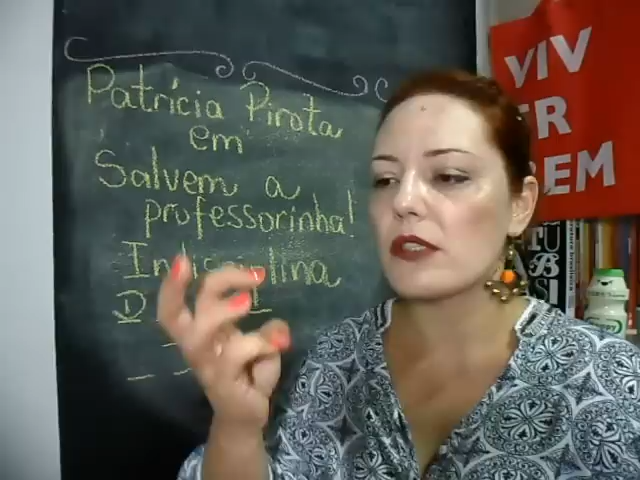 Patrícia Pirota
em
Salvem a
professorinha!
Indisciplina
VIV
ER
BEM